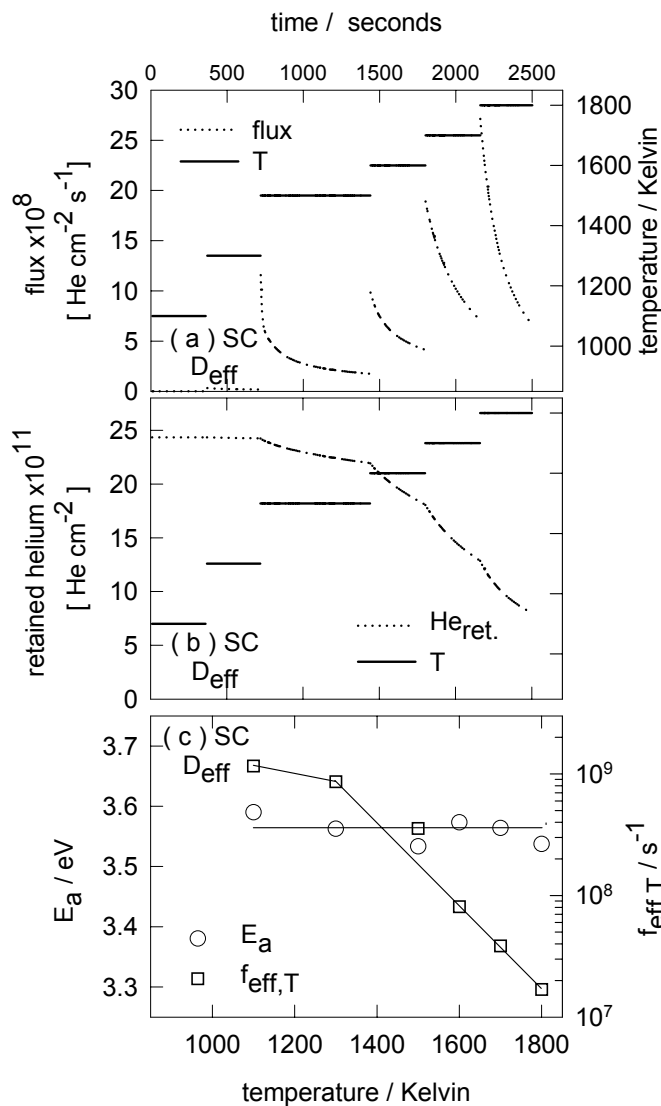 time / seconds
0 500 1000 1500 2000 2500
30
25
20
15
10
5
0
flux x10^8
[ He cm^-2 s^-1]
flux
T
( a ) SC
D_eff
1800
1600
1400
1200
1000
temperature / Kelvin
25
20
15
10
5
0
retained helium x10^11
[ He cm^-2]
( b ) SC
D_eff
He_ret.
T
3.7
3.6
3.5
3.4
3.3
E_a / eV
( c ) SC
D_eff
E_a
f_eff,T
10^9
10^8
10^7
f_eff,T / s^-1
1000 1200 1400 1600 1800
temperature / Kelvin